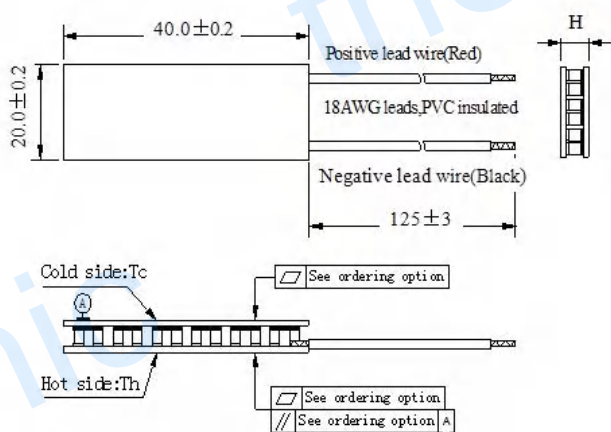 40.0±0.2
H
20.0±0.2
Positive lead wire(Red)
18AWG leads,PVC insulated
Negative lead wire(Black)
125±3
Cold side:Tc
See ordering option
A
Hot side:Th
See ordering option
// See ordering option A